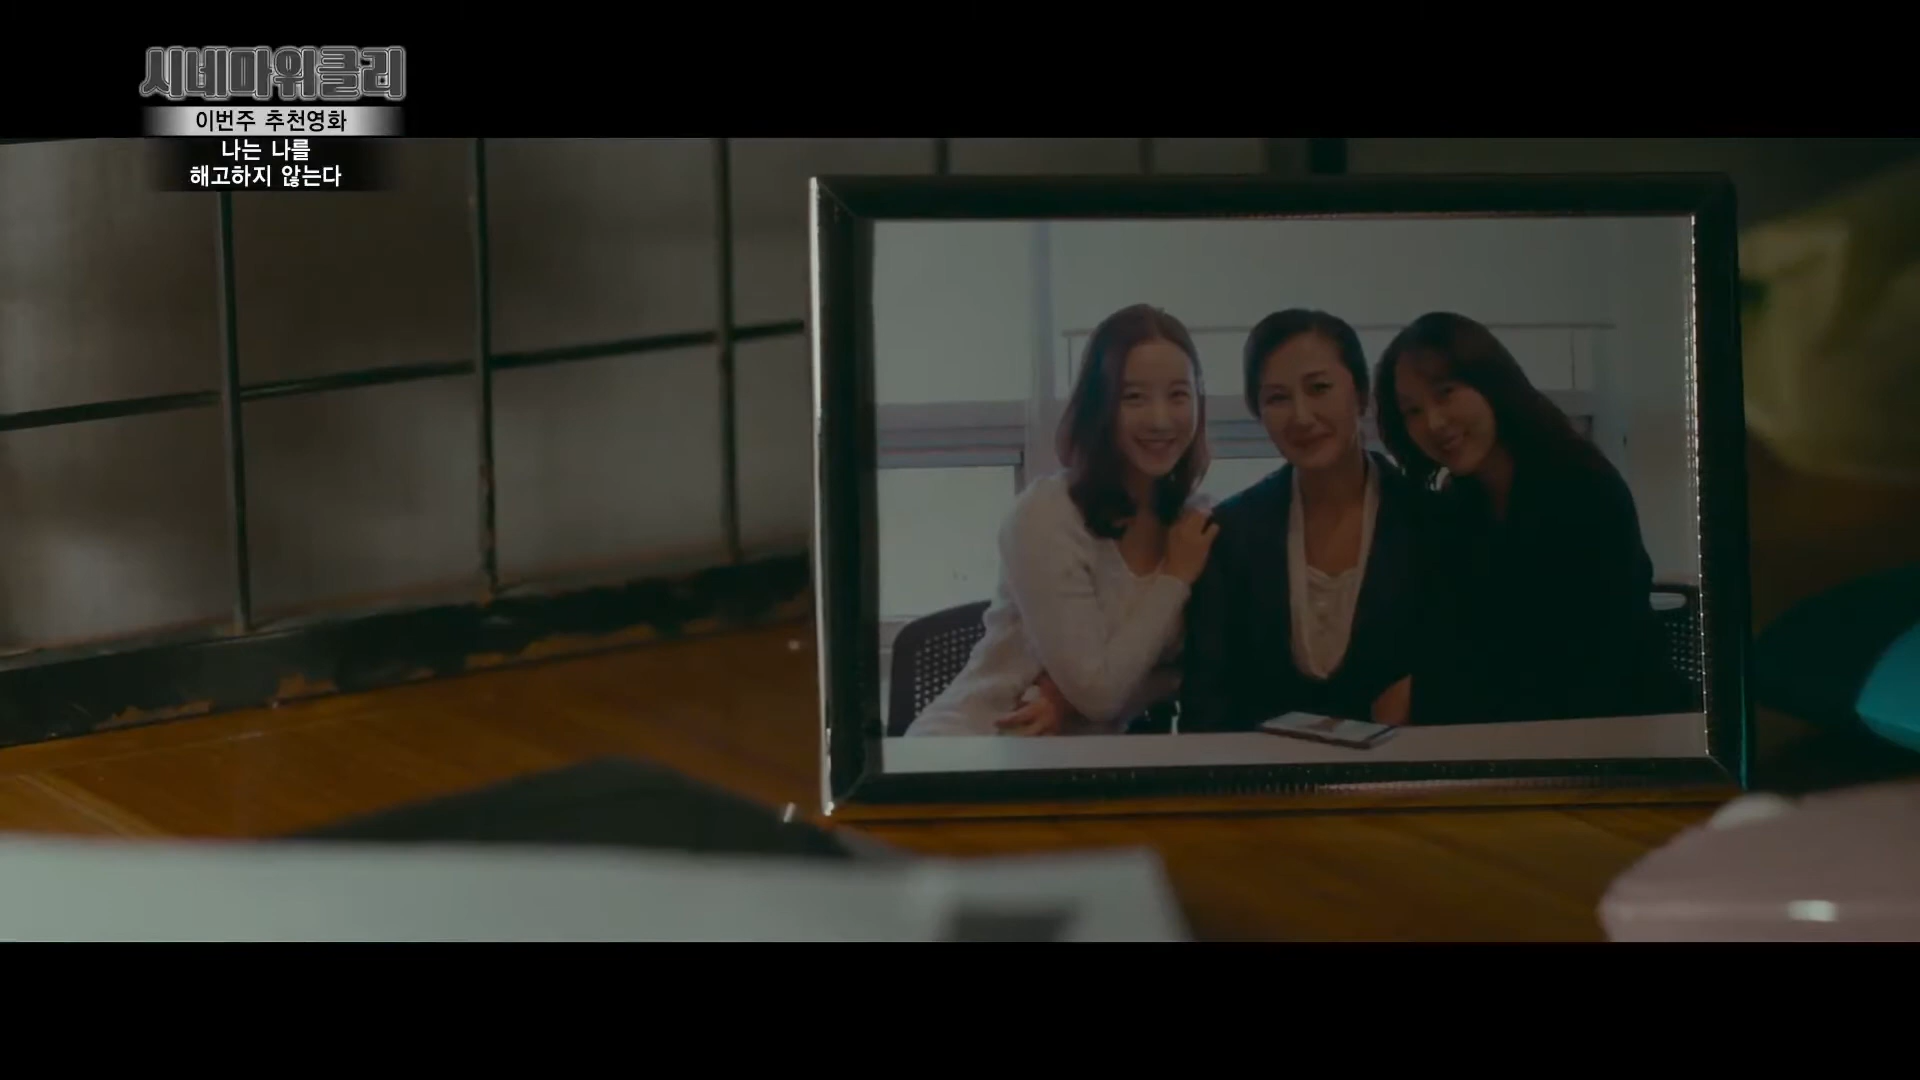 시네마위클리
이번주 추천영화
나는 나를
해고하지 않는다